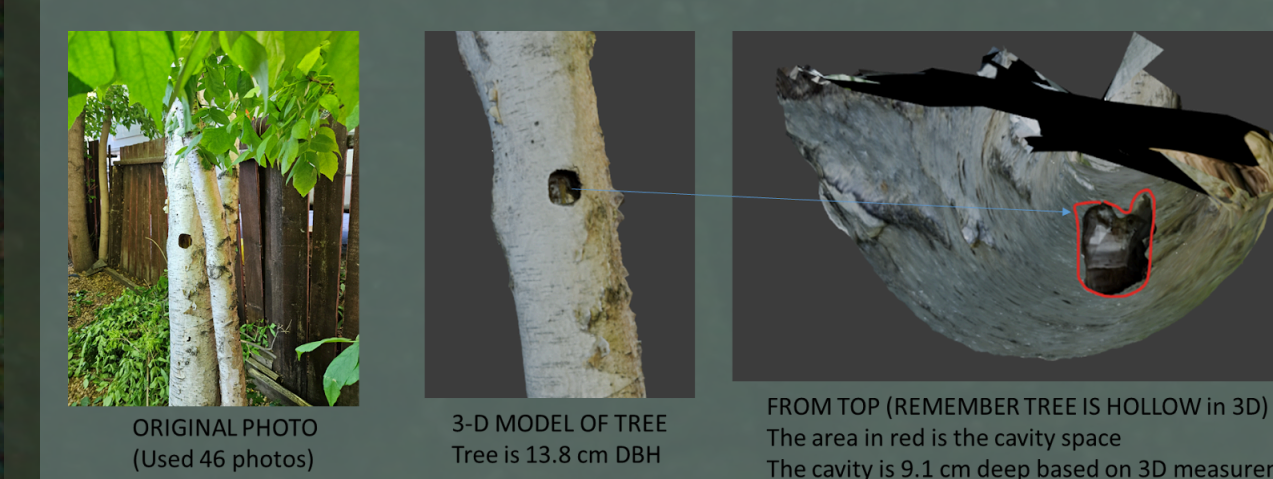 ORIGINAL PHOTO
(Used 46 photos)
3-D MODEL OF TREE
Tree is 13.8 cm DBH
FROM TOP (REMEMBER TREE IS HOLLOW in 3D)
The area in red is the cavity space
The cavity is 9.1 cm deep based on 3D